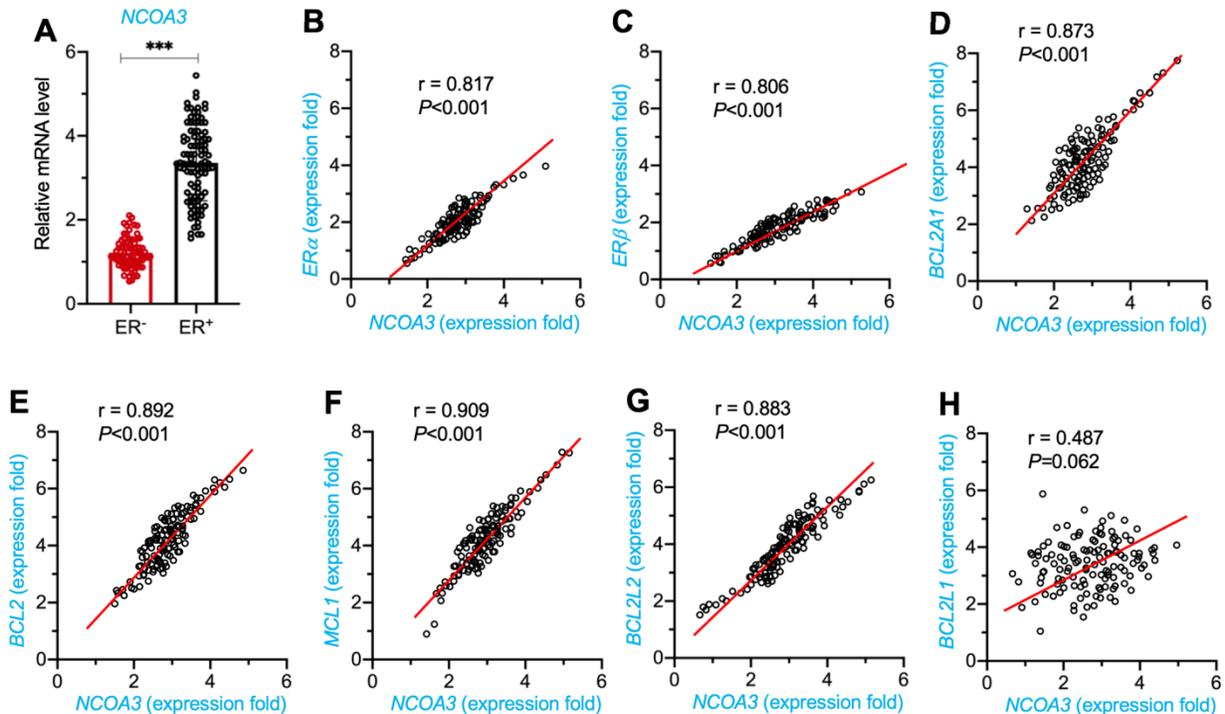 A
NCOA3
***
Relative mRNA level
6
4
2
0
ER-
ER+
B
r = 0.817
P<0.001
ERα (expression fold)
8
6
4
2
0
0 2 4 6
NCOA3 (expression fold)
C
r = 0.806
P<0.001
ERβ (expression fold)
8
6
4
2
0
0 2 4 6
NCOA3 (expression fold)
D
r = 0.873
P<0.001
BCL2A1 (expression fold)
8
6
4
2
0
0 2 4 6
NCOA3 (expression fold)
E
r = 0.892
P<0.001
BCL2 (expression fold)
8
6
4
2
0
0 2 4 6
NCOA3 (expression fold)
F
r = 0.909
P<0.001
MCL1 (expression fold)
8
6
4
2
0
0 2 4 6
NCOA3 (expression fold)
G
r = 0.883
P<0.001
BCL2L2 (expression fold)
8
6
4
2
0
0 2 4 6
NCOA3 (expression fold)
H
r = 0.487
P=0.062
BCL2L1 (expression fold)
8
6
4
2
0
0 2 4 6
NCOA3 (expression fold)